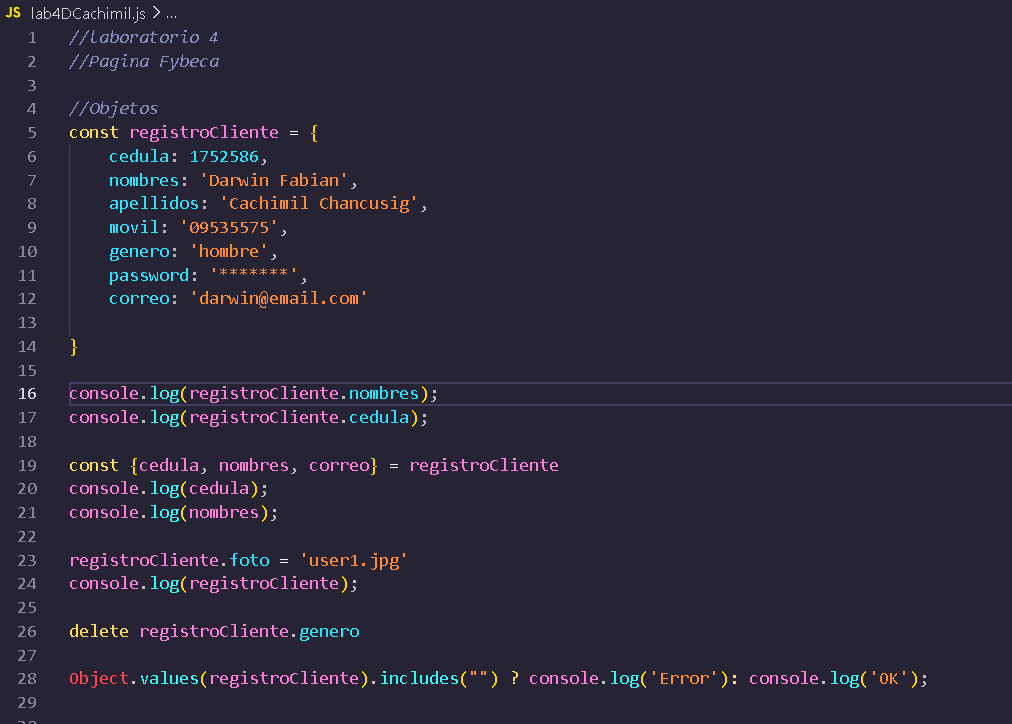 JS lab4DCachimil.js > ...
1 //laboratorio 4
2 //Pagina Fybeca
3
4 //Objetos
5 const registroCliente = {
6     cedula: 1752586,
7     nombres: 'Darwin Fabian',
8     apellidos: 'Cachimil Chancusig',
9     movil: '09535575',
10     genero: 'hombre',
11     password: '*******',
12     correo: 'darwin@email.com'
13
14 }
15
16 console.log(registroCliente.nombres);
17 console.log(registroCliente.cedula);
18
19 const {cedula, nombres, correo} = registroCliente
20 console.log(cedula);
21 console.log(nombres);
22
23 registroCliente.foto = 'user1.jpg'
24 console.log(registroCliente);
25
26 delete registroCliente.genero
27
28 Object.values(registroCliente).includes("") ? console.log('Error'): console.log('OK');
29